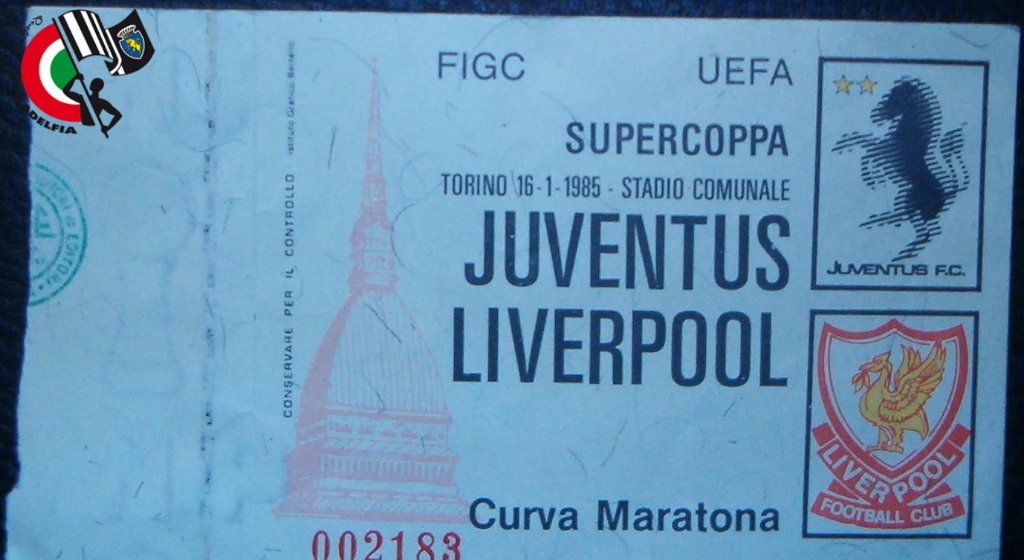 FIGC UEFA
SUPERCOPPA
TORINO 16-1-1985 - STADIO COMUNALE
JUVENTUS
LIVERPOOL
Curva Maratona
002183
CONSERVARE PER IL CONTROLLO
JUVENTUS F.C.
LIVERPOOL
FOOTBALL CLUB
DELFIA